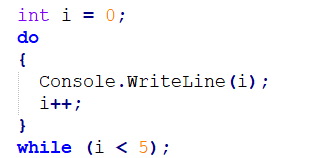 int i = 0;
do
{
  Console.WriteLine(i);
  i++;
}
while (i < 5);